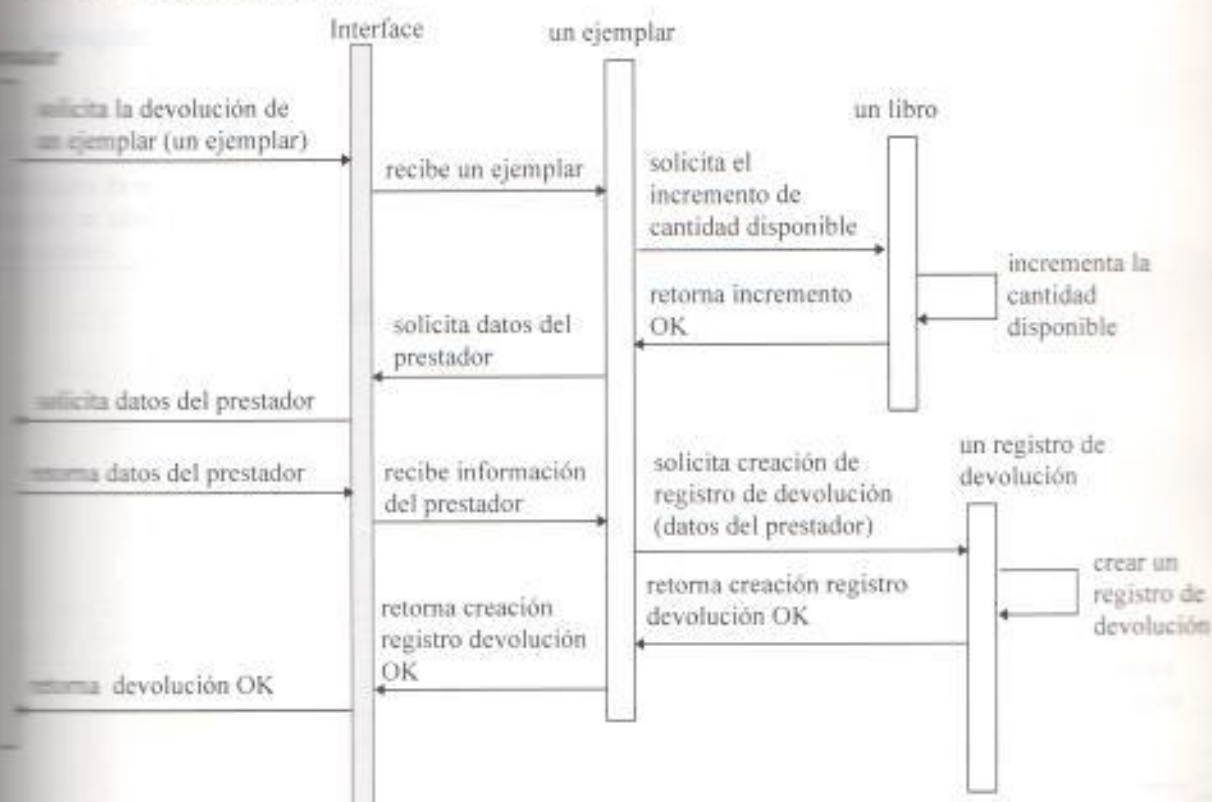 Interface
un ejemplar
un libro
la devolución de
ejemplar (un ejemplar)
recibe un ejemplar
solicita el
incremento de
cantidad disponible
incrementa la
cantidad
disponible
retorna incremento
OK
solicita datos del
prestador
solicita datos del prestador
retorna datos del prestador
recibe información
del prestador
solicita creación de
registro de devolución
(datos del prestador)
un registro de
devolución
crear un
registro de
devolución
retorna creación registro
devolución OK
retorna creación
registro devolución
OK
devolución OK